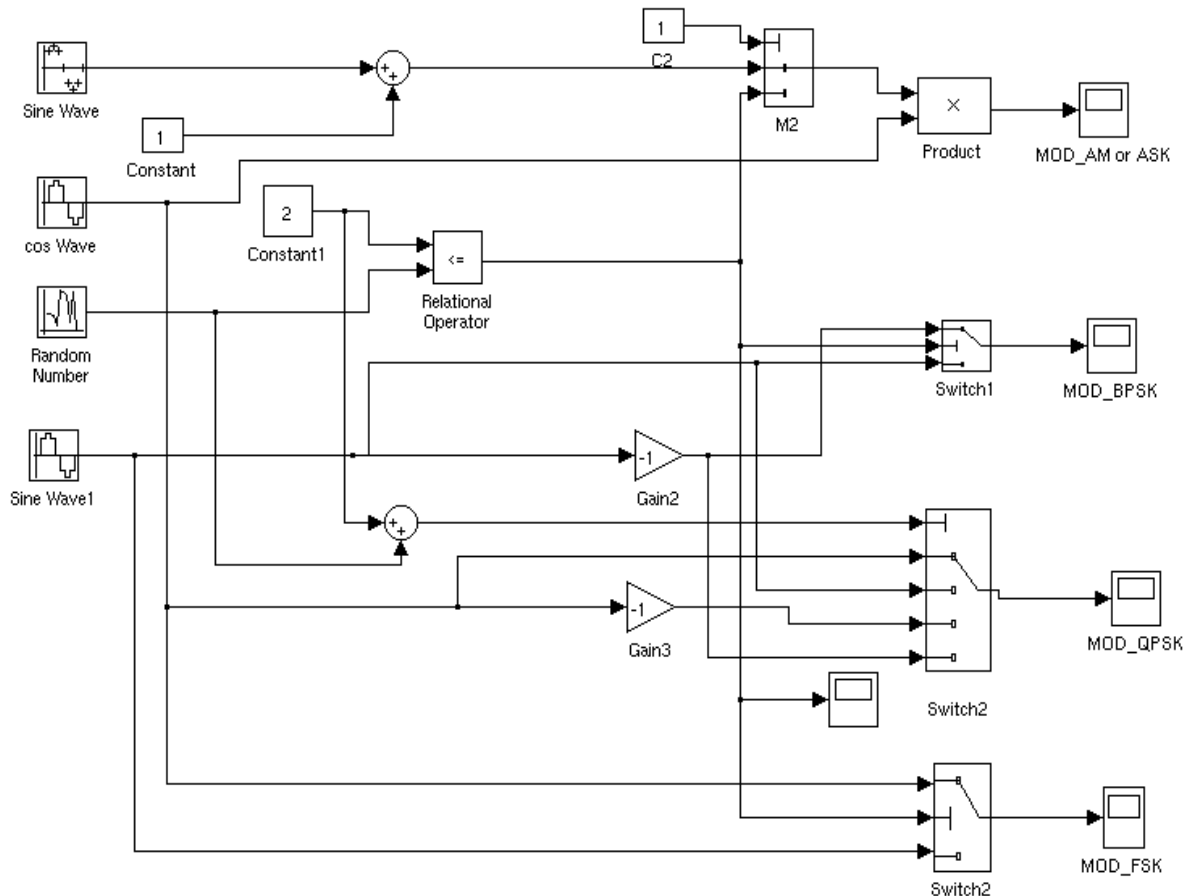 1
C2
M2
Sine Wave
+
+
1
Constant
×
Product
MOD_AM or ASK
cos Wave
2
Constant1
<=
Relational
Operator
Random
Number
Switch1
MOD_BPSK
Sine Wave1
-1
Gain2
+
+
-1
Gain3
MOD_QPSK
Switch2
MOD_FSK
Switch2